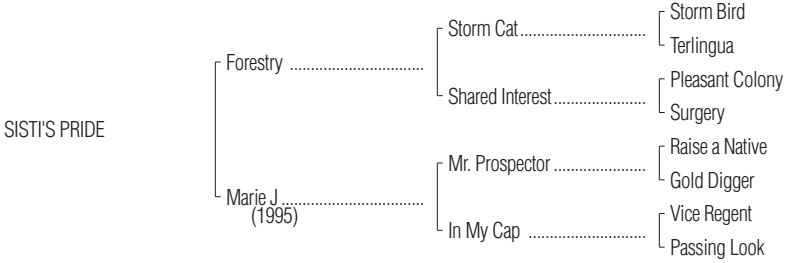 Storm Bird
Storm Cat..............................
Terlingua
Forestry ................................
Pleasant Colony
Shared Interest......................
Surgery
SISTI'S PRIDE
Raise a Native
Mr. Prospector ......................
Gold Digger
Marie J ..................................
(1995)
Vice Regent
In My Cap ............................
Passing Look